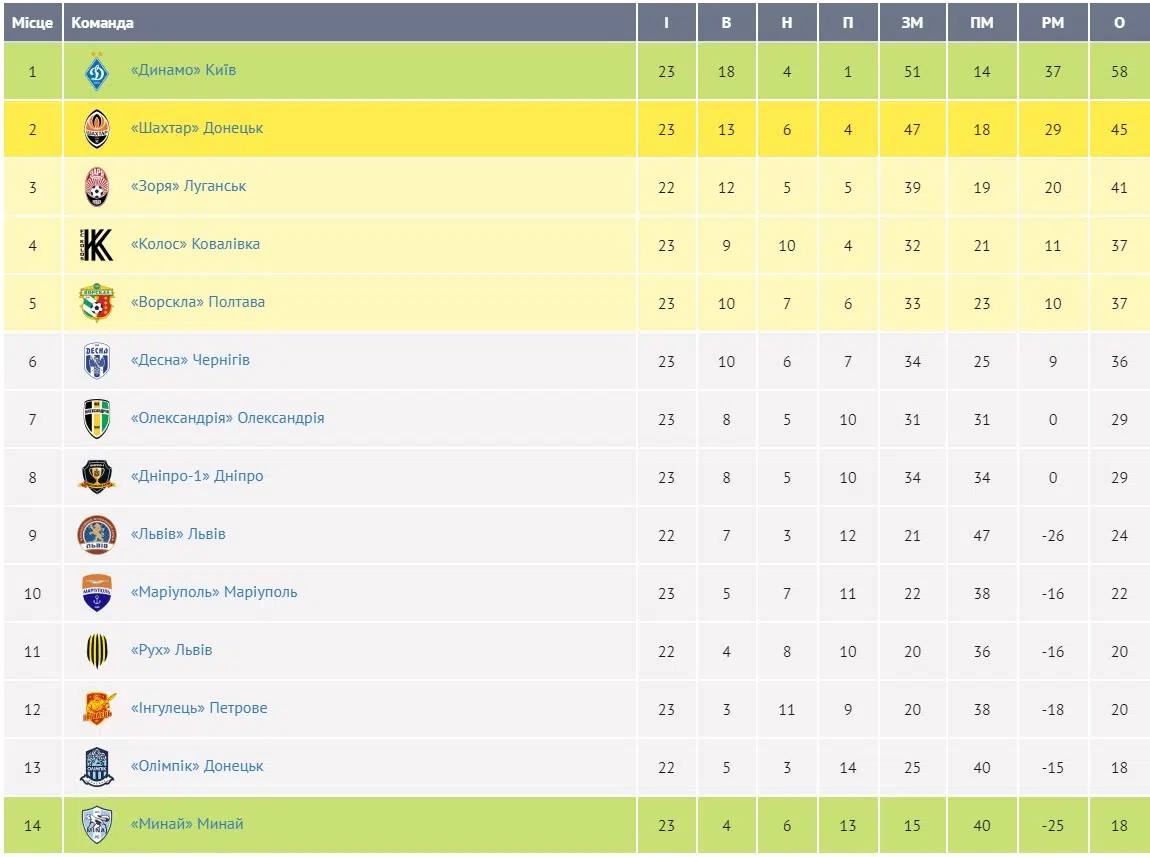 Місце Команда І В Н П ЗМ ПМ РМ О
1 «Динамо» Київ 23 18 4 1 51 14 37 58
2 «Шахтар» Донецьк 23 13 6 4 47 18 29 45
3 «Зоря» Луганськ 22 12 5 5 39 19 20 41
4 «Колос» Ковалівка 23 9 10 4 32 21 11 37
5 «Ворскла» Полтава 23 10 7 6 33 23 10 37
6 «Десна» Чернігів 23 10 6 7 34 25 9 36
7 «Олександрія» Олександрія 23 8 5 10 31 31 0 29
8 «Дніпро-1» Дніпро 23 8 5 10 34 34 0 29
9 «Львів» Львів 22 7 3 12 21 47 -26 24
10 «Маріуполь» Маріуполь 23 5 7 11 22 38 -16 22
11 «Рух» Львів 22 4 8 10 20 36 -16 20
12 «Інгулець» Петрове 23 3 11 9 20 38 -18 20
13 «Олімпік» Донецьк 22 5 3 14 25 40 -15 18
14 «Минай» Минай 23 4 6 13 15 40 -25 18